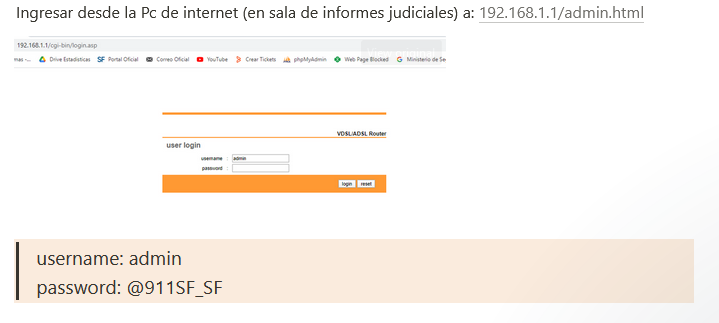 Ingresar desde la Pc de internet (en sala de informes judiciales) a: 192.168.1.1/admin.html
192.168.1.1/cgi-bin/login.asp
mas -... Drive Estadisticas SF Portal Oficial Correo Oficial YouTube Crear Tickets phpMyAdmin Web Page Blocked G Ministerio de Se
VDSL/ADSL Router
user login
username : admin
password :
login reset
username: admin
password: @911SF_SF